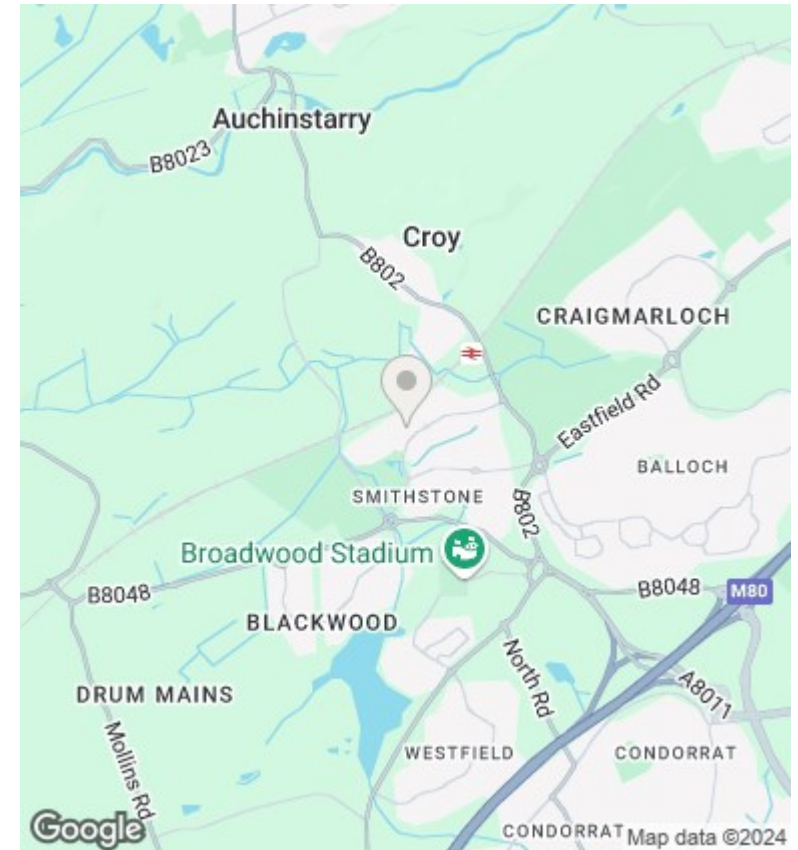 Auchinstarry
B8023
Croy
B802
CRAIGMARLOCH
Eastfield Rd
BALLOCH
SMITHSTONE
B802
Broadwood Stadium
B8048
B8048
M80
BLACKWOOD
North Rd
A8011
DRUM MAINS
Mollins Rd
WESTFIELD
CONDORRAT
CONDORRAT
Google
Map data ©2024